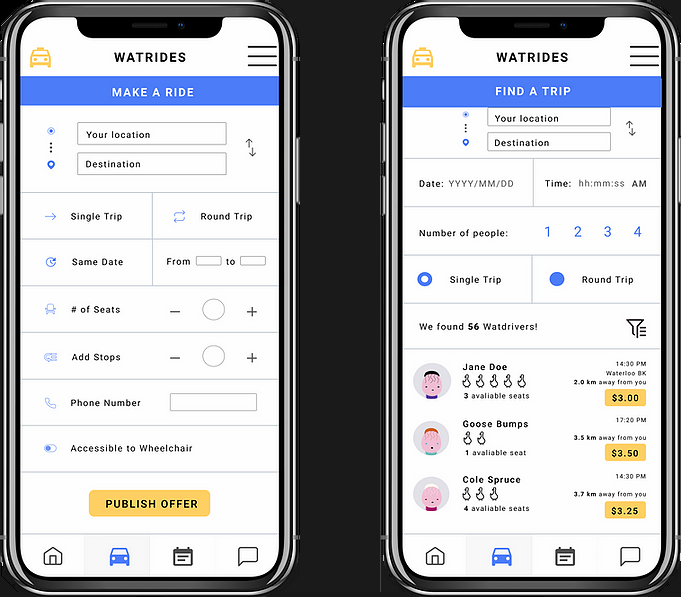 WATRIDES
MAKE A RIDE
Your location
Destination
Single Trip
Round Trip
Same Date
From to
# of Seats
Add Stops
Phone Number
Accessible to Wheelchair
PUBLISH OFFER
WATRIDES
FIND A TRIP
Your location
Destination
Date: YYYY/MM/DD
Time: hh:mm:ss AM
Number of people: 1 2 3 4
Single Trip
Round Trip
We found 56 Watdrivers!
Jane Doe
3 avaliable seats
14:30 PM
Waterloo BK
2.0 km away from you
$3.00
Goose Bumps
1 avaliable seat
17:20 PM
3.5 km away from you
$3.50
Cole Spruce
4 avaliable seats
14:30 PM
3.7 km away from you
$3.25